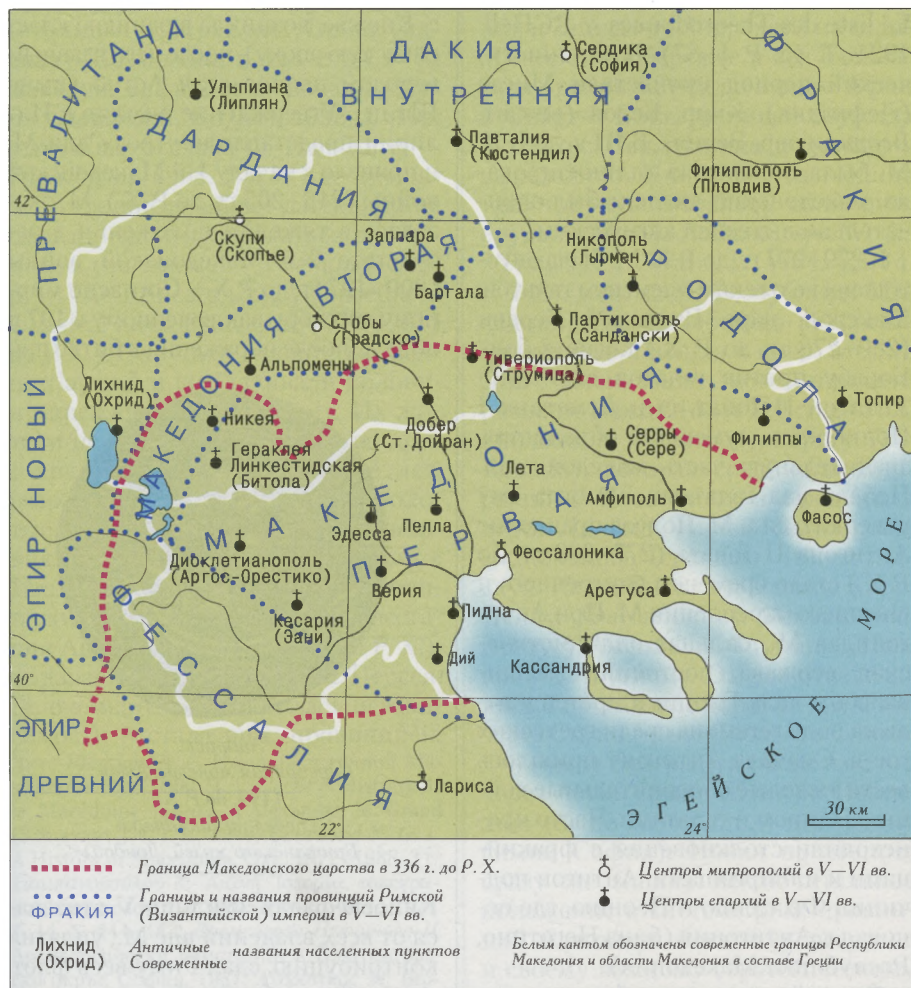 ПРЕВАЛИТАНА
ДАКИЯ
ВНУТРЕННЯЯ
ДАРДАНИЯ
ФРАКИЯ
РОДОПА
МАКЕДОНИЯ ВТОРАЯ
МАКЕДОНИЯ
ПЕРВАЯ
ЭПИР НОВЫЙ
ФЕССАЛИЯ
ЭПИР
ДРЕВНИЙ
Сердика
(София)
Ульпиана
(Липлян)
Павталия
(Кюстендил)
Филиппополь
(Пловдив)
42°
Скупи
(Скопье)
Заппара
Баргала
Никополь
(Гырмен)
Стобы
(Градско)
Партикополь
(Сандански)
Альпомены
Тивериополь
(Струмица)
Лихнид
(Охрид)
Никея
Добер
(Ст. Дойран)
Топир
Филиппы
Гераклея
Линкестидская
(Битола)
Серры
(Сере)
Лета
Амфиполь
Фасос
Эдесса
Пелла
Диоклетианополь
(Аргос-Орестико)
Фессалоника
Верия
Аретуса
Кесария
(Эани)
Пидна
Дий
Кассандрия
40°
ЭГЕЙСКОЕ МОРЕ
Лариса
22°
24°
30 км
Граница Македонского царства в 336 г. до Р. Х.
ФРАКИЯ
Границы и названия провинций Римской
(Византийской) империи в V—VI вв.
Лихнид
(Охрид)
Античные
Современные
названия населенных пунктов
Центры митрополий в V—VI вв.
Центры епархий в V—VI вв.
Белым кантом обозначены современные границы Республики
Македония и области Македония в составе Греции